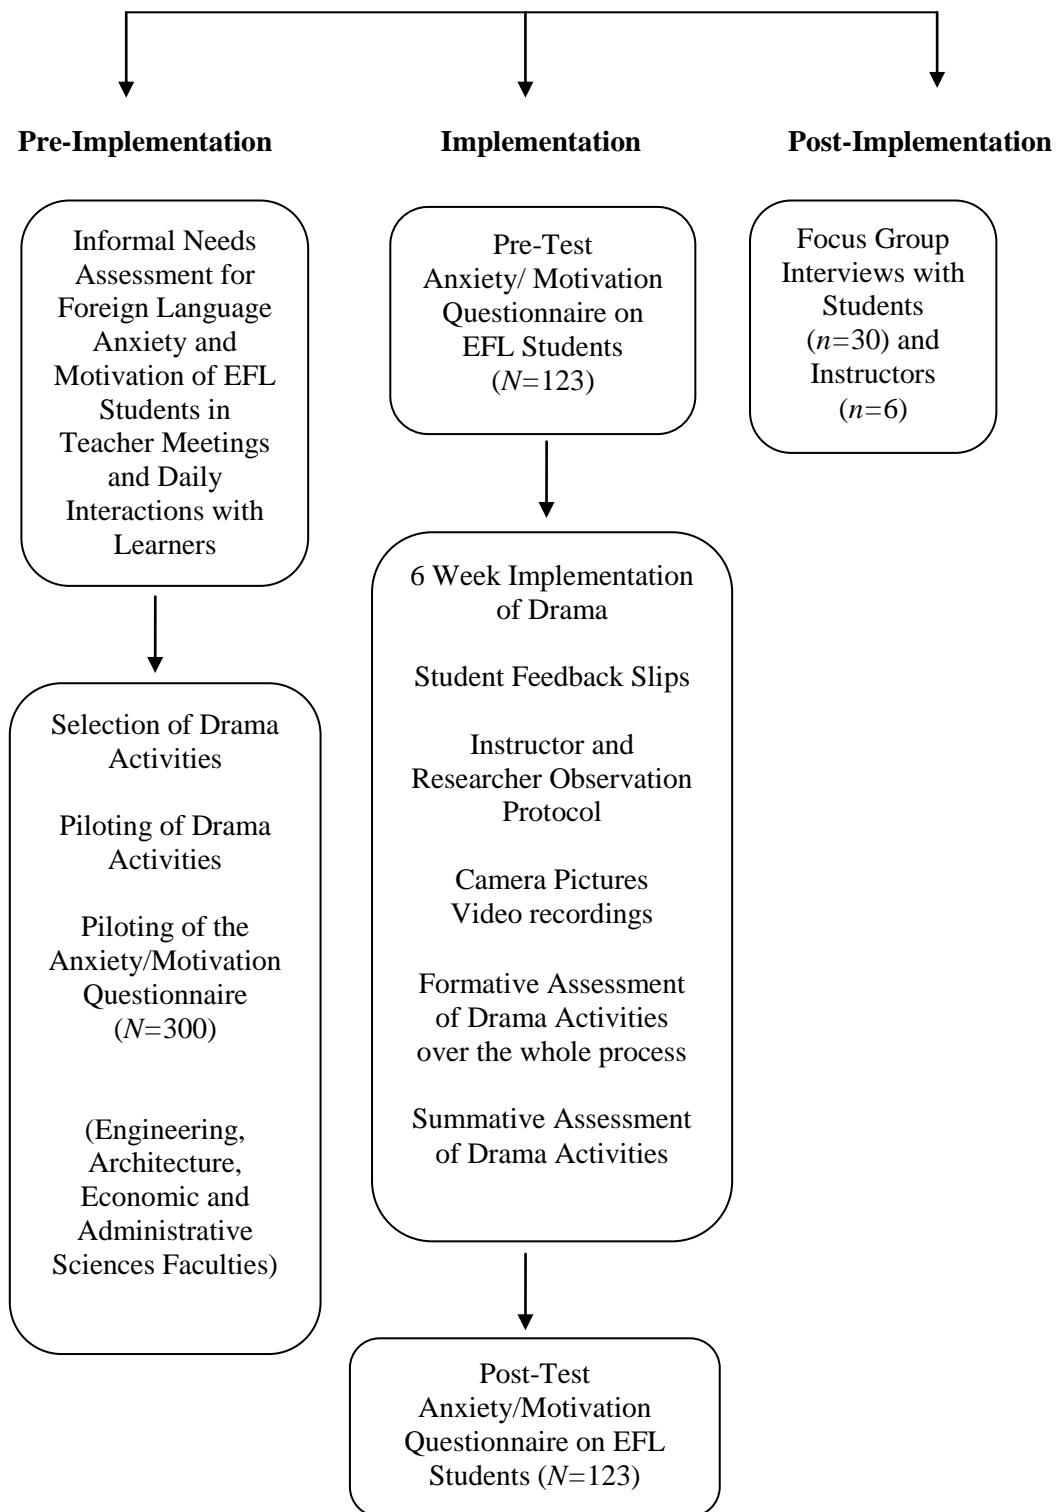 Pre-Implementation
Implementation
Post-Implementation
Informal Needs
Assessment for
Foreign Language
Anxiety and
Motivation of EFL
Students in
Teacher Meetings
and Daily
Interactions with
Learners
Selection of Drama
Activities
Piloting of Drama
Activities
Piloting of the
Anxiety/Motivation
Questionnaire
(N=300)
(Engineering,
Architecture,
Economic and
Administrative
Sciences Faculties)
Pre-Test
Anxiety/ Motivation
Questionnaire on
EFL Students
(N=123)
6 Week Implementation
of Drama
Student Feedback Slips
Instructor and
Researcher Observation
Protocol
Camera Pictures
Video recordings
Formative Assessment
of Drama Activities
over the whole process
Summative Assessment
of Drama Activities
Post-Test
Anxiety/Motivation
Questionnaire on EFL
Students (N=123)
Focus Group
Interviews with
Students
(n=30) and
Instructors
(n=6)